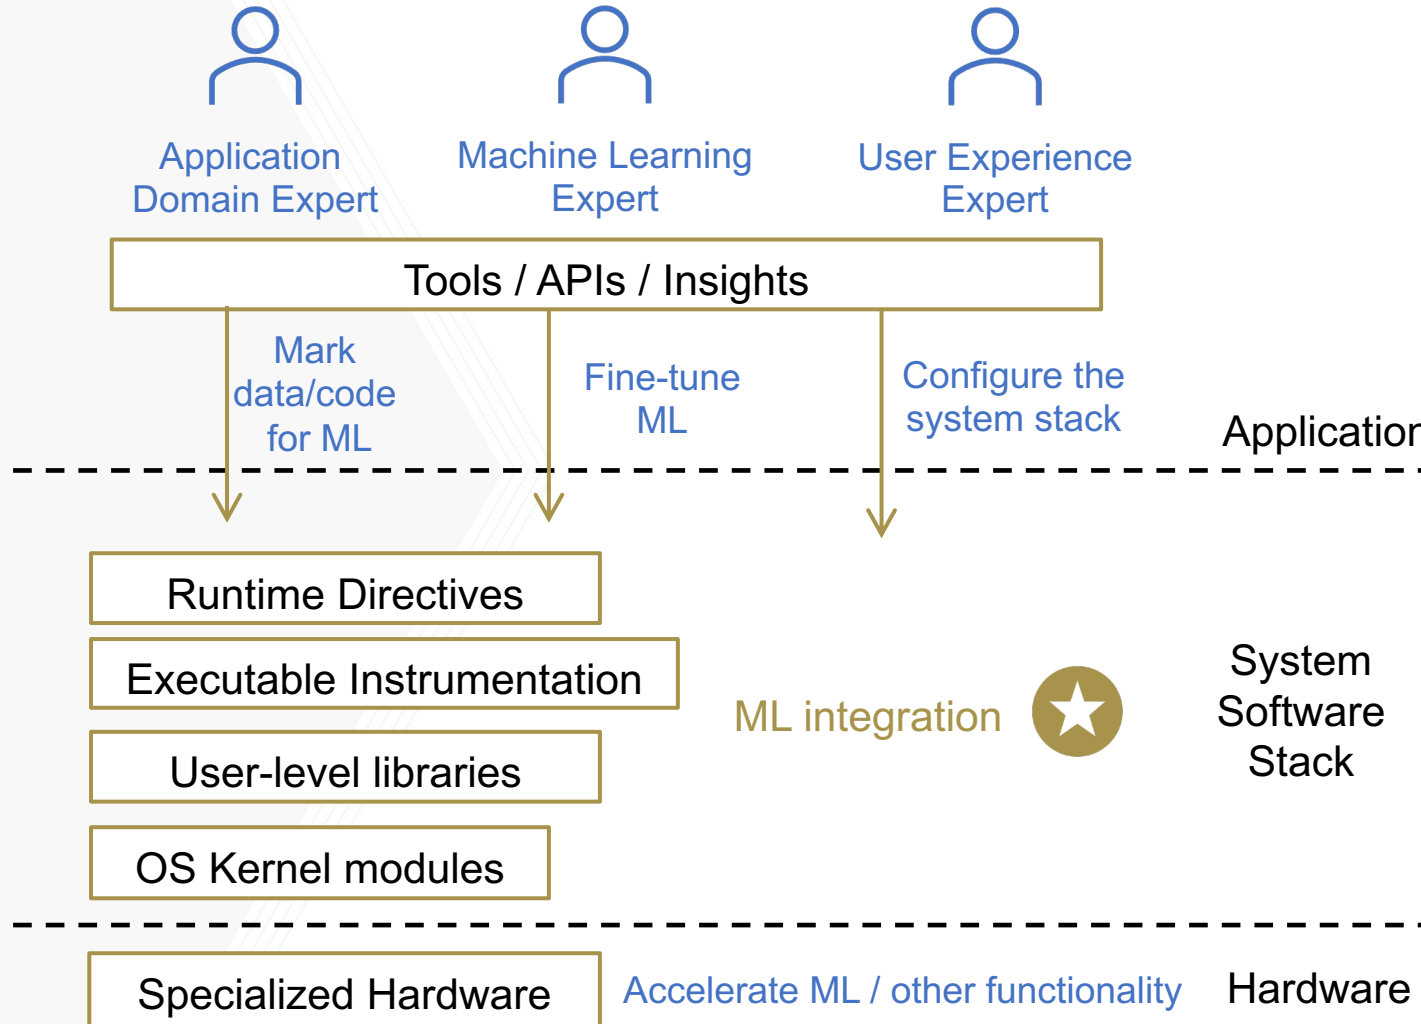 Application
Domain Expert
Machine Learning
Expert
User Experience
Expert
Tools / APIs / Insights
Mark
data/code
for ML
Fine-tune
ML
Configure the
system stack
Application
Runtime Directives
Executable Instrumentation
User-level libraries
OS Kernel modules
ML integration
System
Software
Stack
Specialized Hardware
Accelerate ML / other functionality
Hardware